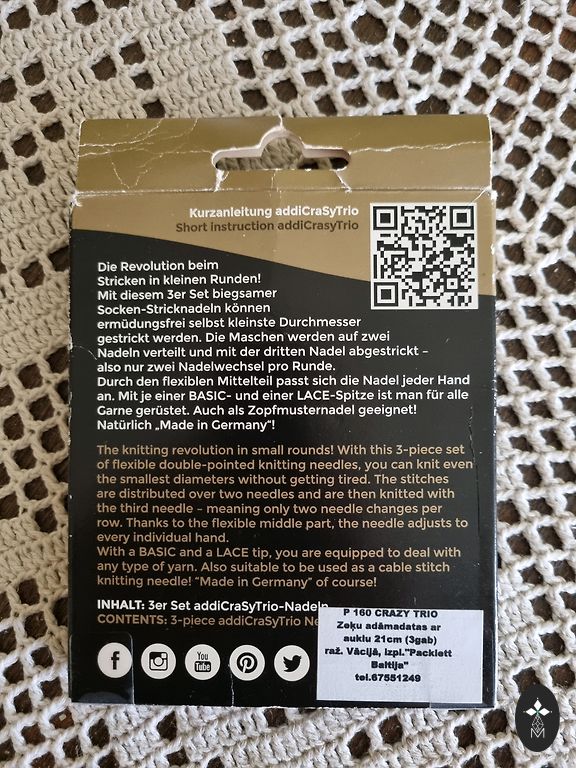 Kurzanleitung addiCraSyTrio
Short instruction addiCrasyTrio
Die Revolution beim
Stricken in kleinen Runden!
Mit diesem 3er Set biegsamer
Socken-Stricknadeln können
ermüdungsfrei selbst kleinste Durchmesser
gestrickt werden. Die Maschen werden auf zwei
Nadeln verteilt und mit der dritten Nadel abgestrickt –
also nur zwei Nadelwechsel pro Runde.
Durch den flexiblen Mittelteil passt sich die Nadel jeder Hand
an. Mit je einer BASIC- und einer LACE-Spitze ist man für alle
Garne gerüstet. Auch als Zopfmusternadel geeignet!
Natürlich „Made in Germany“!
The knitting revolution in small rounds! With this 3-piece set
of flexible double-pointed knitting needles, you can knit even
the smallest diameters without getting tired. The stitches
are distributed over two needles and are then knitted with
the third needle – meaning only two needle changes per
row. Thanks to the flexible middle part, the needle adjusts to
every individual hand.
With a BASIC and a LACE tip, you are equipped to deal with
any type of yarn. Also suitable to be used as a cable stitch
knitting needle! “Made in Germany” of course!
INHALT: 3er Set addiCraSyTrio-Nadeln
CONTENTS: 3-piece addiCraSyTrio Ne
P 160 CRAZY TRIO
Zeķu adāmadatas ar
auklu 21cm (3gab)
raž. Vācijā, izpl."Packlett
Baltija"
tel.67551249
f
You
Tube
M